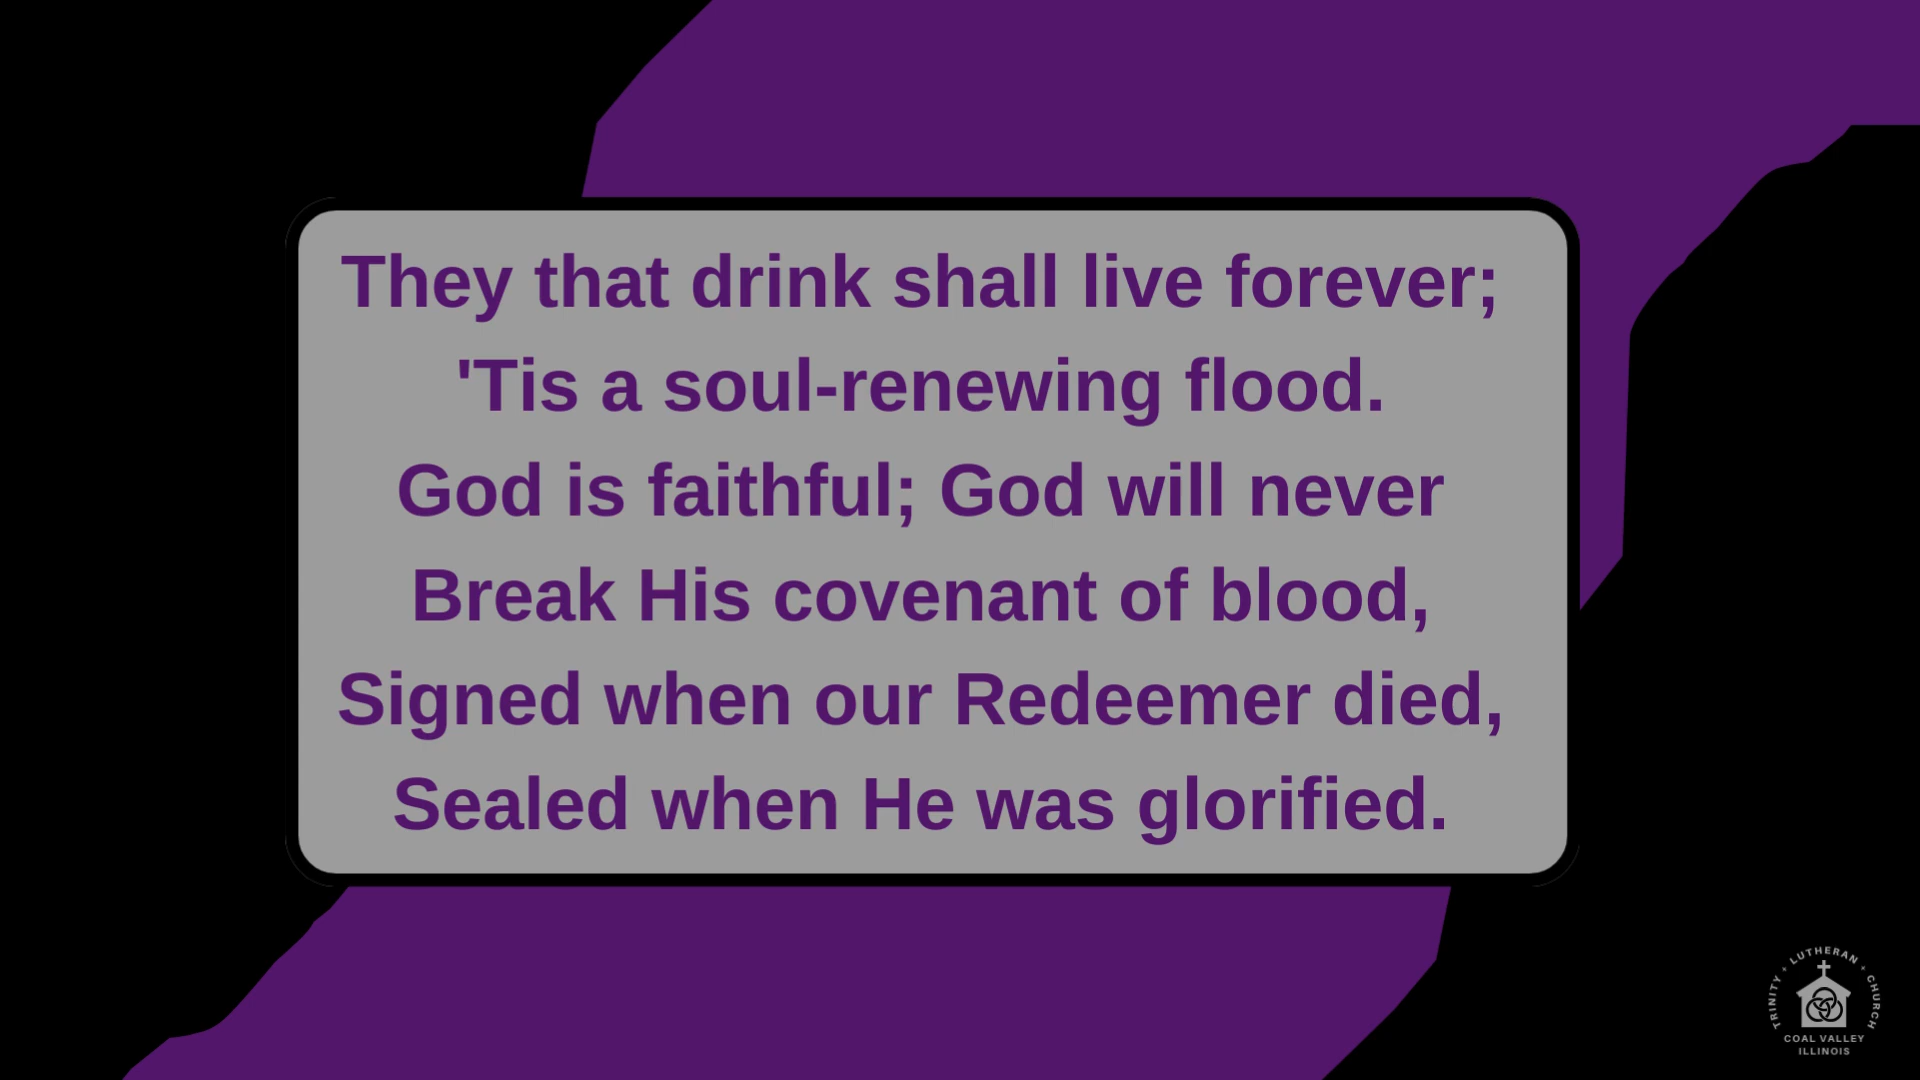 They that drink shall live forever;
'Tis a soul-renewing flood.
God is faithful; God will never
Break His covenant of blood,
Signed when our Redeemer died,
Sealed when He was glorified.
TRINITY + LUTHERAN + CHURCH
COAL VALLEY
ILLINOIS